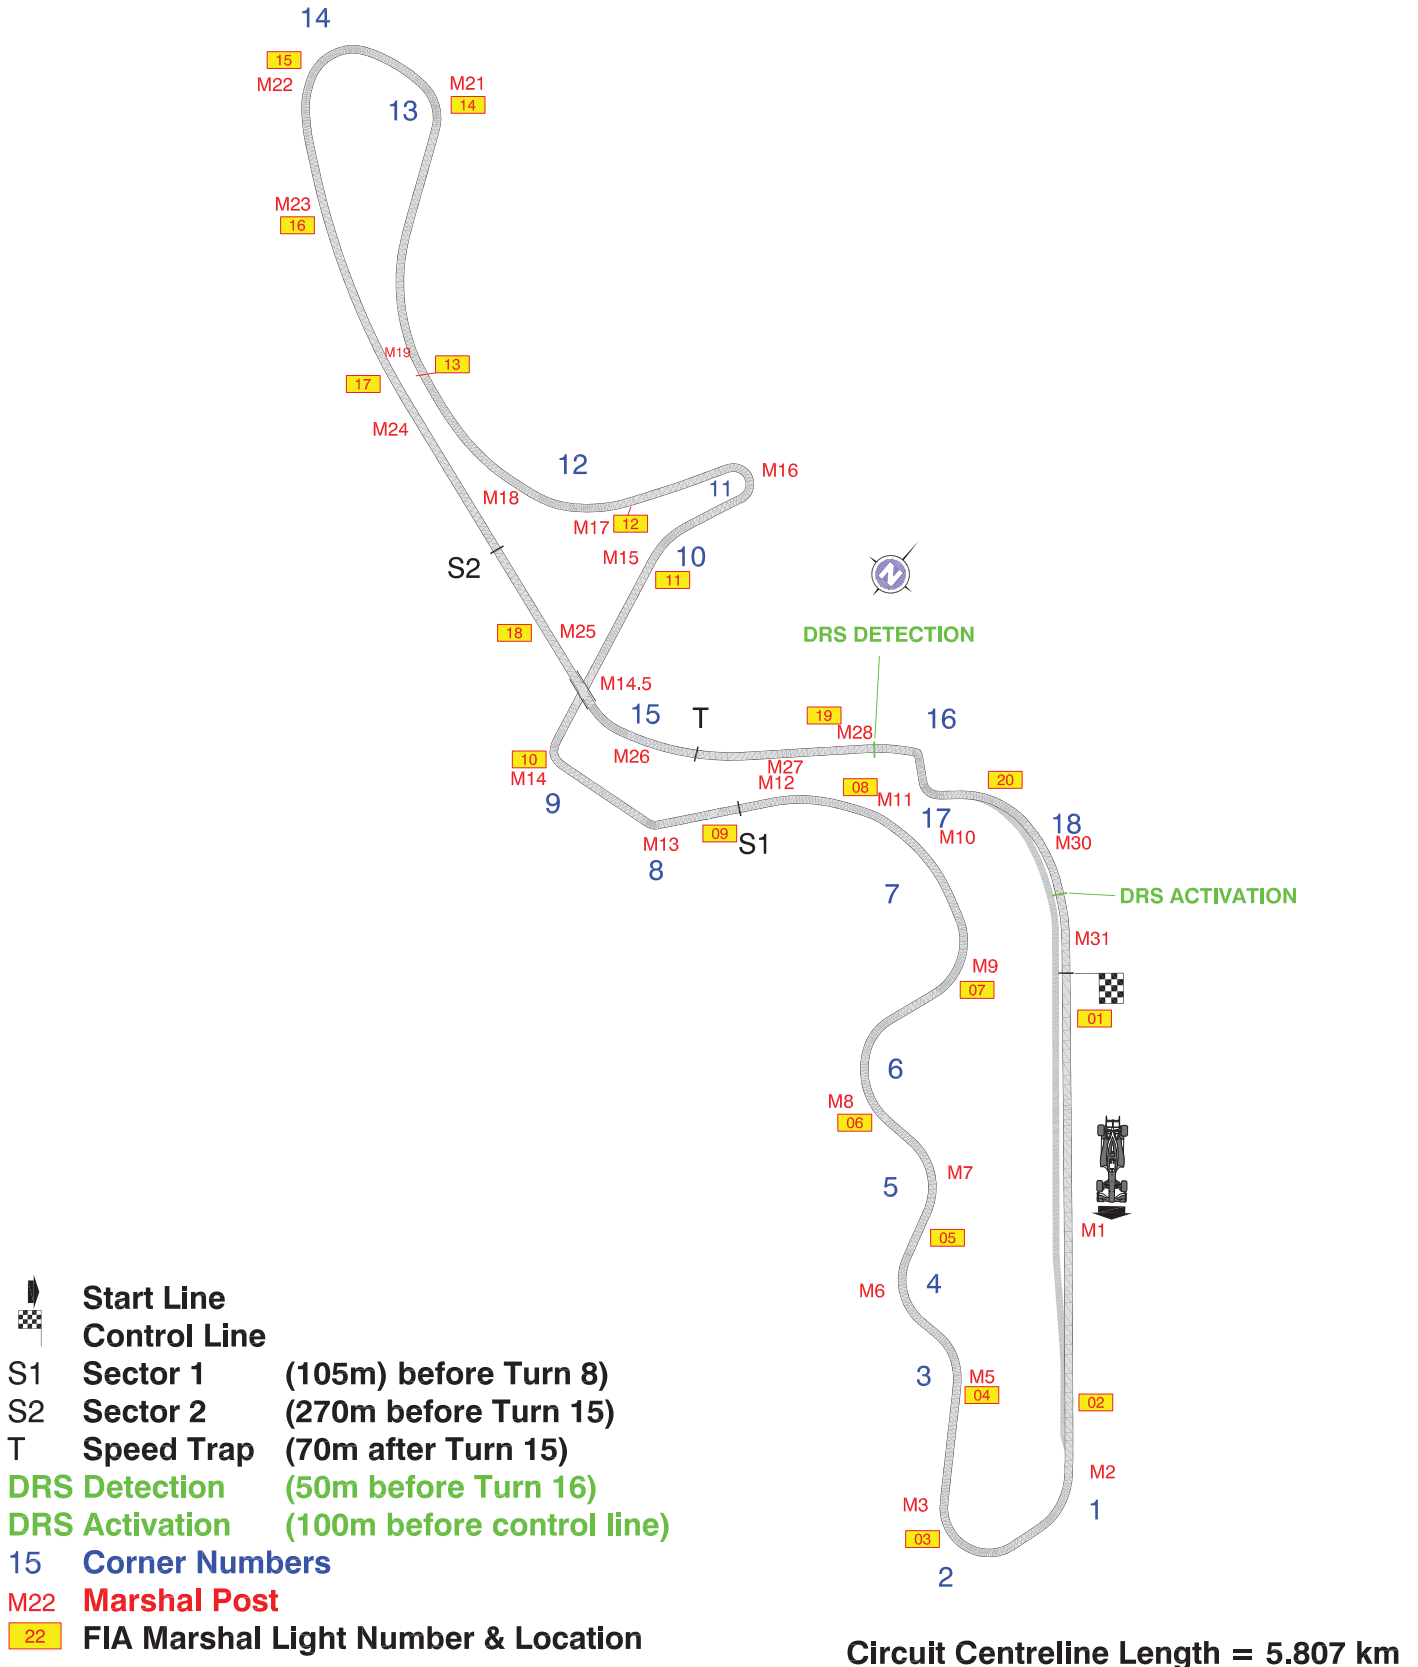 14
15
M22
M21
14
13
M23
16
M19
13
17
M24
12
M16
11
M18
M17
12
M15
10
11
S2
N
18
M25
DRS DETECTION
M14.5
15
T
19
M28
16
10
M14
M26
M27
M12
08
M11
20
9
17
18
M10
M30
09
S1
M13
8
7
DRS ACTIVATION
M31
M9
07
01
6
M8
06
M7
5
05
M1
4
M6
3
M5
04
02
M2
M3
1
03
2
Start Line
Control Line
S1 Sector 1 (105m) before Turn 8)
S2 Sector 2 (270m before Turn 15)
T Speed Trap (70m after Turn 15)
DRS Detection (50m before Turn 16)
DRS Activation (100m before control line)
15 Corner Numbers
M22 Marshal Post
22 FIA Marshal Light Number & Location
Circuit Centreline Length = 5.807 km